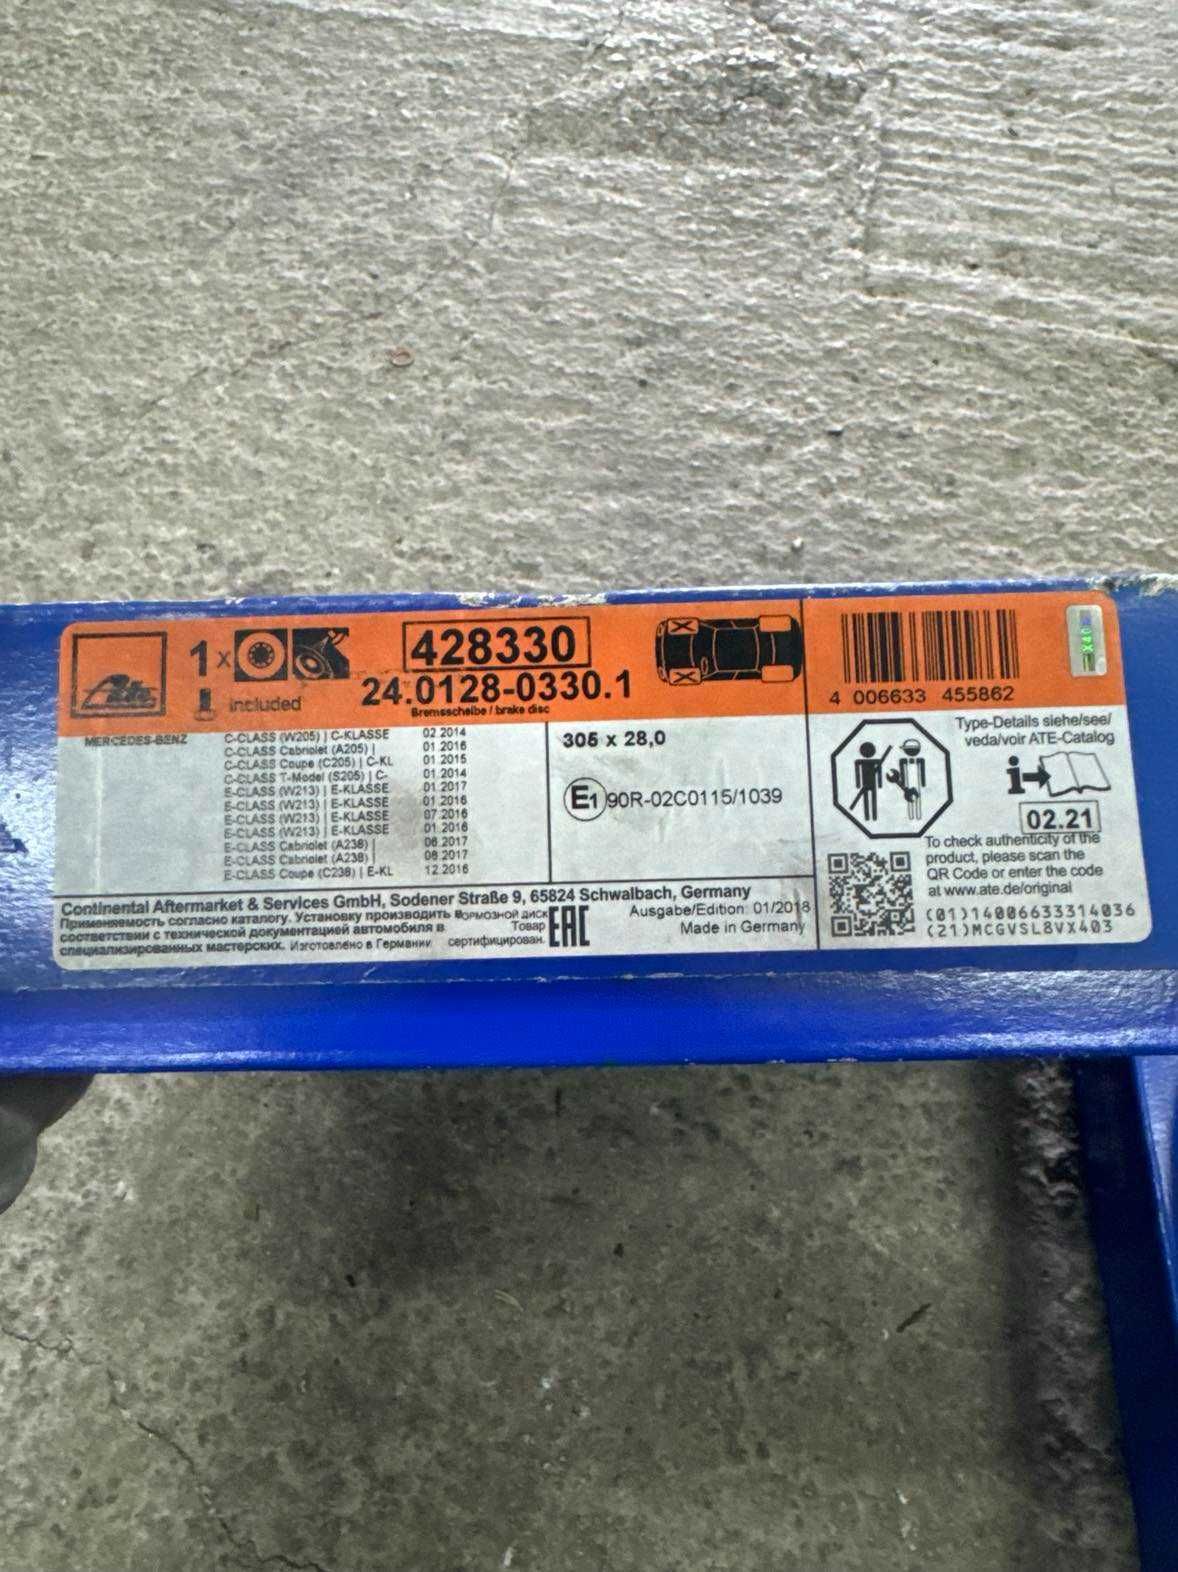 Ate
1 x
included
428330
24.0128-0330.1
Bremsscheibe / brake disc
4 006633 455862
MERCEDES-BENZ
C-CLASS (W205) | C-KLASSE 02.2014
C-CLASS Cabriolet (A205) | 01.2016
C-CLASS Coupe (C205) | C-KL 01.2015
C-CLASS T-Model (S205) | C- 01.2014
E-CLASS (W213) | E-KLASSE 01.2017
E-CLASS (W213) | E-KLASSE 01.2016
E-CLASS (W213) | E-KLASSE 07.2016
E-CLASS (W213) | E-KLASSE 01.2016
E-CLASS Cabriolet (A238) | 06.2017
E-CLASS Cabriolet (A238) | 08.2017
E-CLASS Coupe (C238) | E-KL 12.2016
305 x 28,0
E1 90R-02C0115/1039
Continental Aftermarket & Services GmbH, Sodener Straße 9, 65824 Schwalbach, Germany
Применяемость согласно каталогу. Установку производить в
соответствии с технической документацией автомобиля в
специализированных мастерских. Изготовлено в Германии
ТОРМОЗНОЙ ДИСК
Товар
сертифицирован.
EAC
Ausgabe/Edition: 01/2018
Made in Germany
Type-Details siehe/see/
veda/voir ATE-Catalog
i
02.21
To check authenticity of the
product, please scan the
QR Code or enter the code
at www.ate.de/original
(01)14006633314036
(21)MCGVSL8VX403